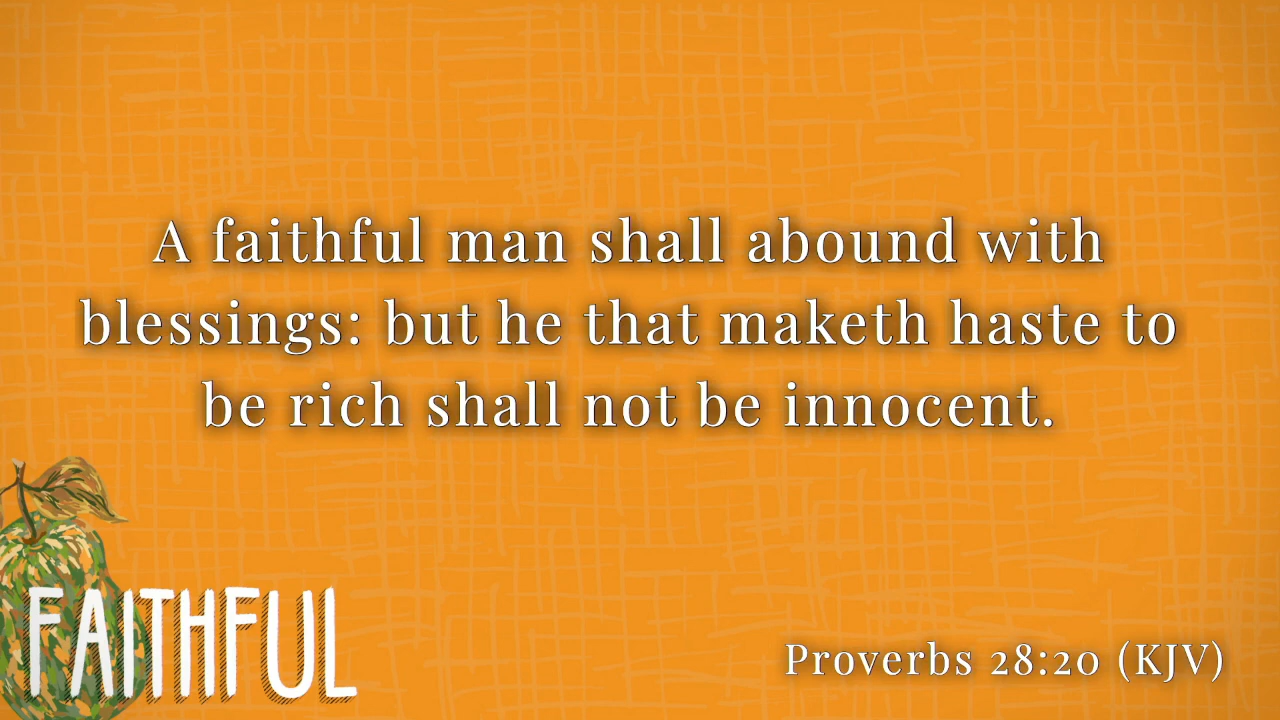 A faithful man shall abound with
blessings: but he that maketh haste to
be rich shall not be innocent.
FAITHFUL
Proverbs 28:20 (KJV)